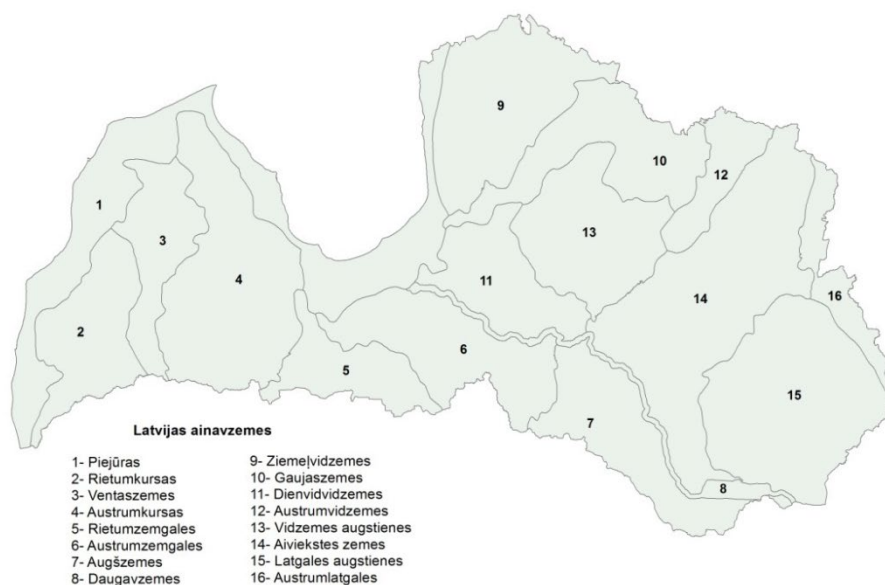 9
10
12
1
3
13
4
11
16
14
2
6
5
15
7
8
Latvijas ainavzemes
1- Piejūras
2- Rietumkursas
3- Ventaszemes
4- Austrumkursas
5- Rietumzemgales
6- Austrumzemgales
7- Augšzemes
8- Daugavzemes
9- Ziemeļvidzemes
10- Gaujaszemes
11- Dienvidvidzemes
12- Austrumvidzemes
13- Vidzemes augstienes
14- Aiviekstes zemes
15- Latgales augstienes
16- Austrumlatgales